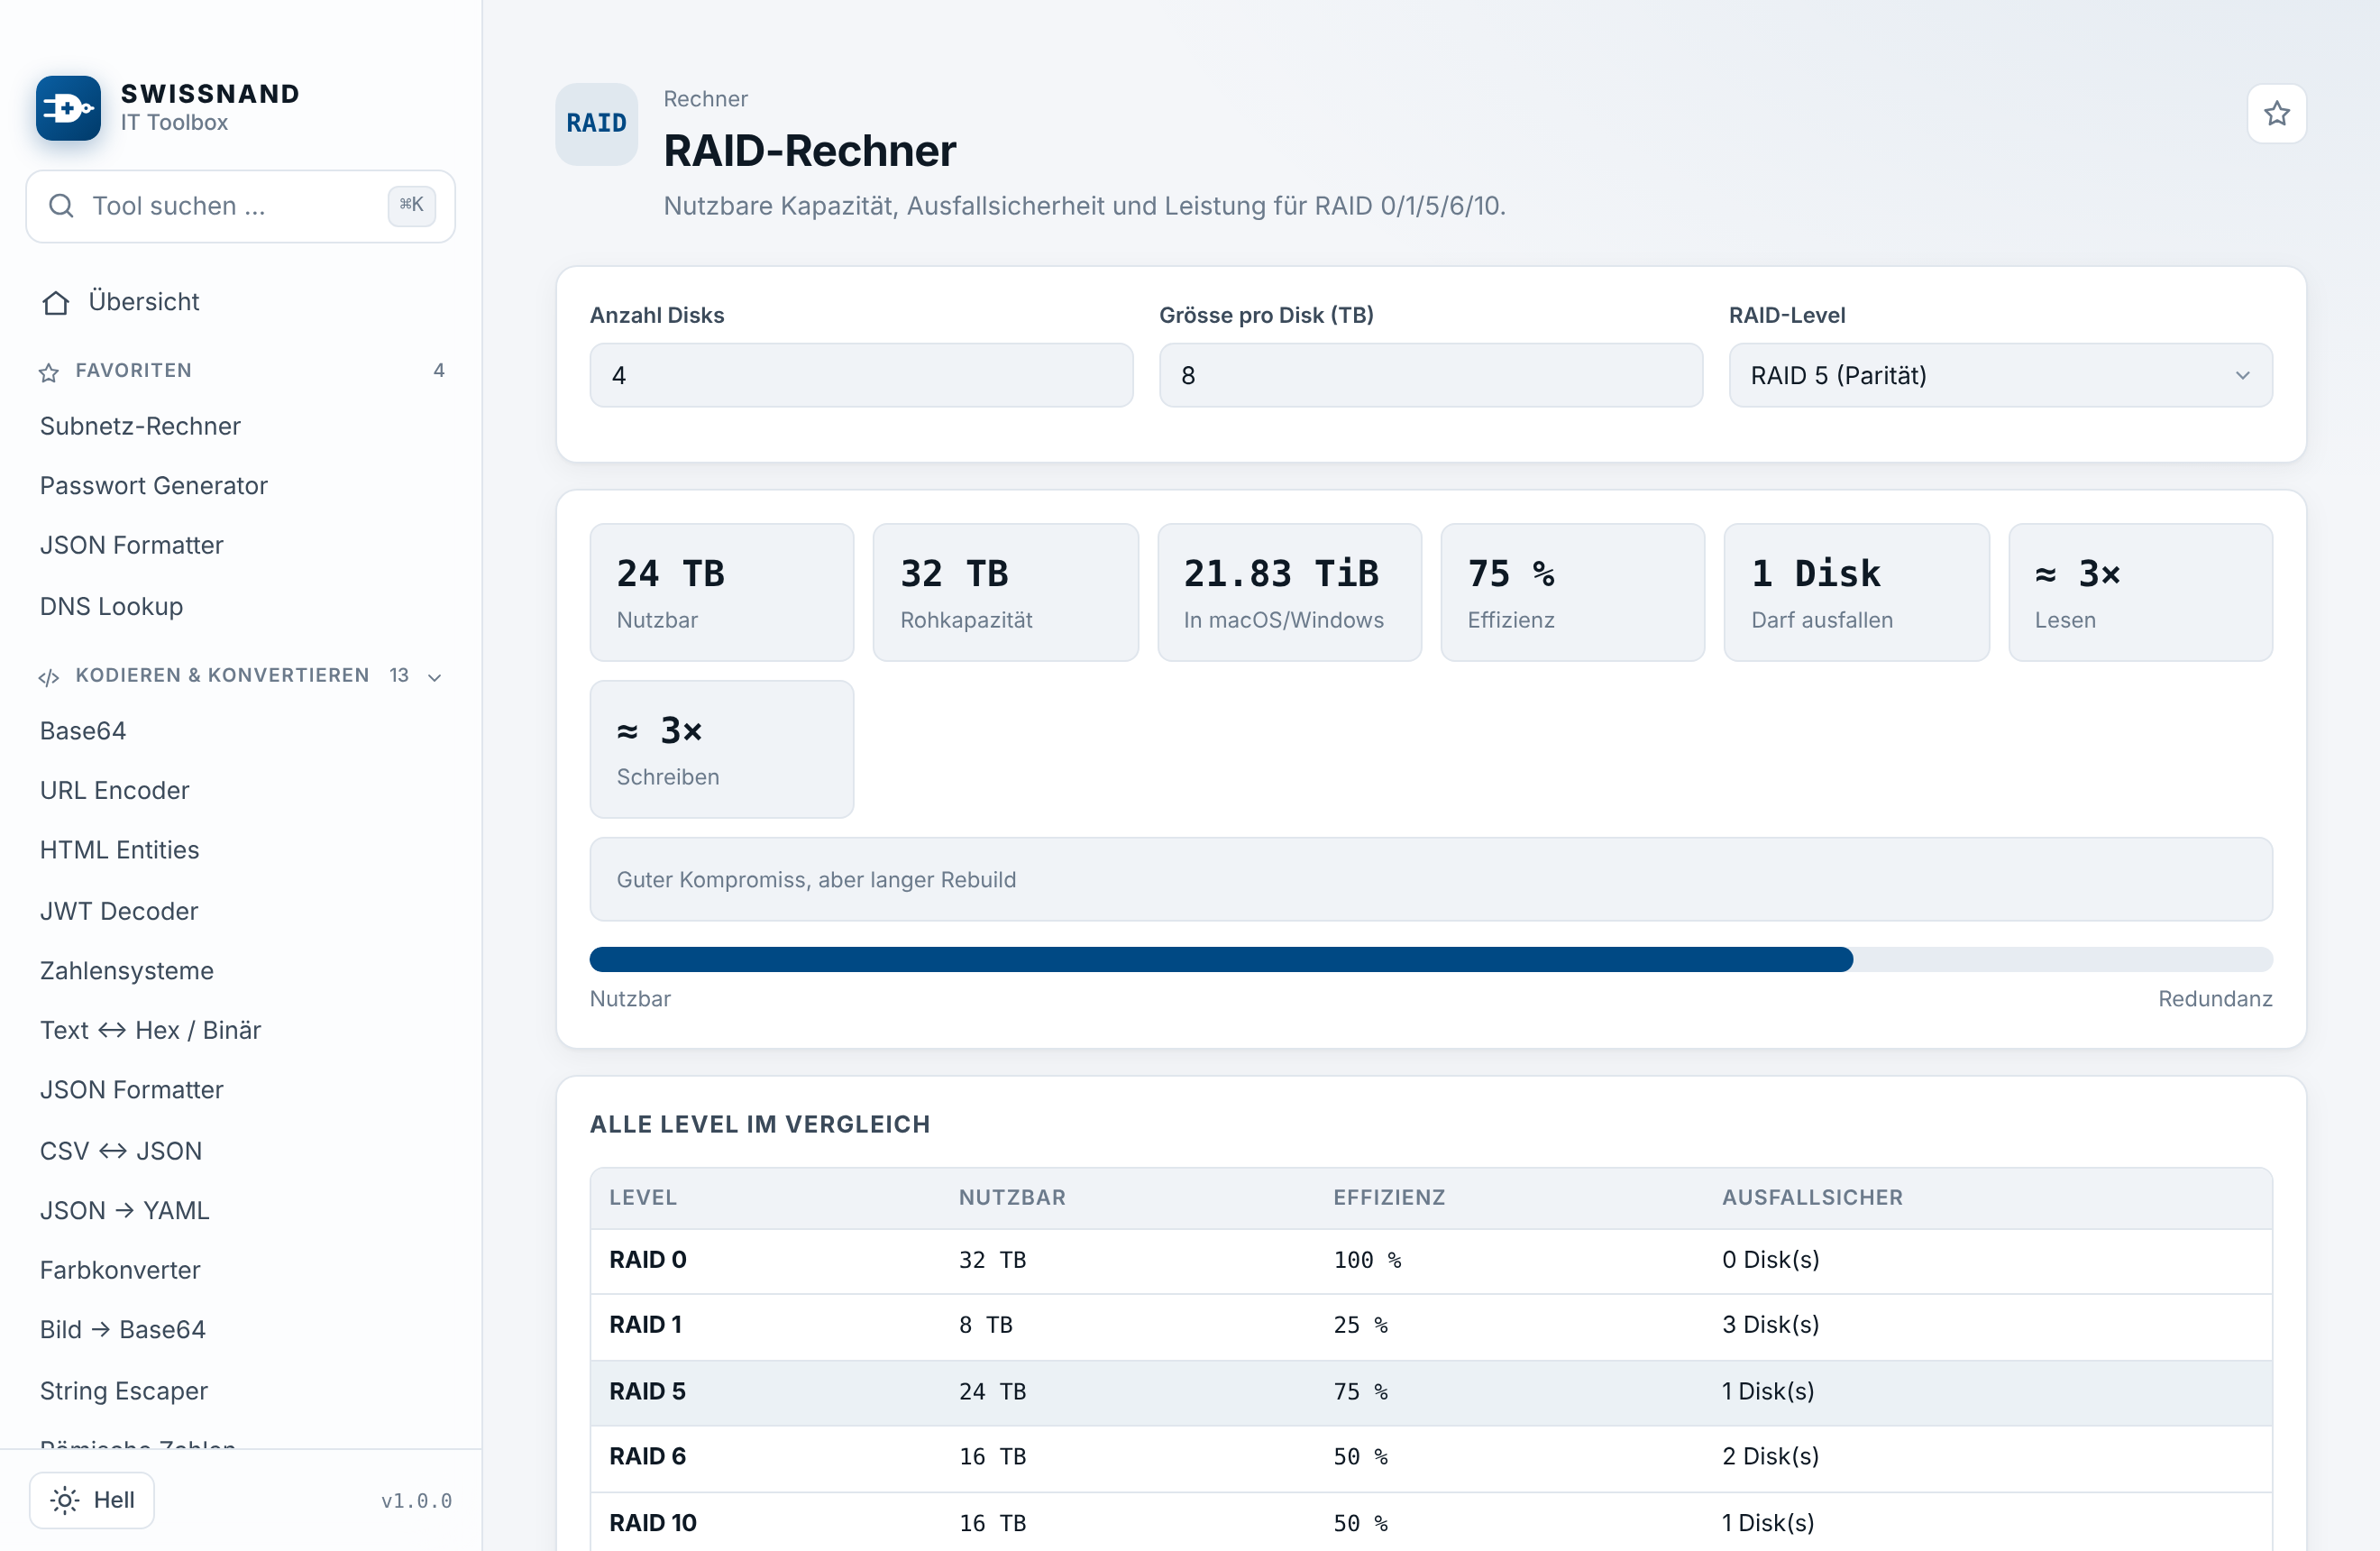 SWISSNAND
IT Toolbox
Tool suchen ...
⌘K
Übersicht
FAVORITEN 4
Subnetz-Rechner
Passwort Generator
JSON Formatter
DNS Lookup
KODIEREN & KONVERTIEREN 13
Base64
URL Encoder
HTML Entities
JWT Decoder
Zahlensysteme
Text ↔ Hex / Binär
JSON Formatter
CSV ↔ JSON
JSON → YAML
Farbkonverter
Bild → Base64
String Escaper
Römische Zahlen
Hell
v1.0.0
RAID
Rechner
RAID-Rechner
Nutzbare Kapazität, Ausfallsicherheit und Leistung für RAID 0/1/5/6/10.
Anzahl Disks
4
Grösse pro Disk (TB)
8
RAID-Level
RAID 5 (Parität)
24 TB
Nutzbar
32 TB
Rohkapazität
21.83 TiB
In macOS/Windows
75 %
Effizienz
1 Disk
Darf ausfallen
≈ 3×
Lesen
≈ 3×
Schreiben
Guter Kompromiss, aber langer Rebuild
Nutzbar
Redundanz
ALLE LEVEL IM VERGLEICH
LEVEL NUTZBAR EFFIZIENZ AUSFALLSICHER
RAID 0 32 TB 100 % 0 Disk(s)
RAID 1 8 TB 25 % 3 Disk(s)
RAID 5 24 TB 75 % 1 Disk(s)
RAID 6 16 TB 50 % 2 Disk(s)
RAID 10 16 TB 50 % 1 Disk(s)